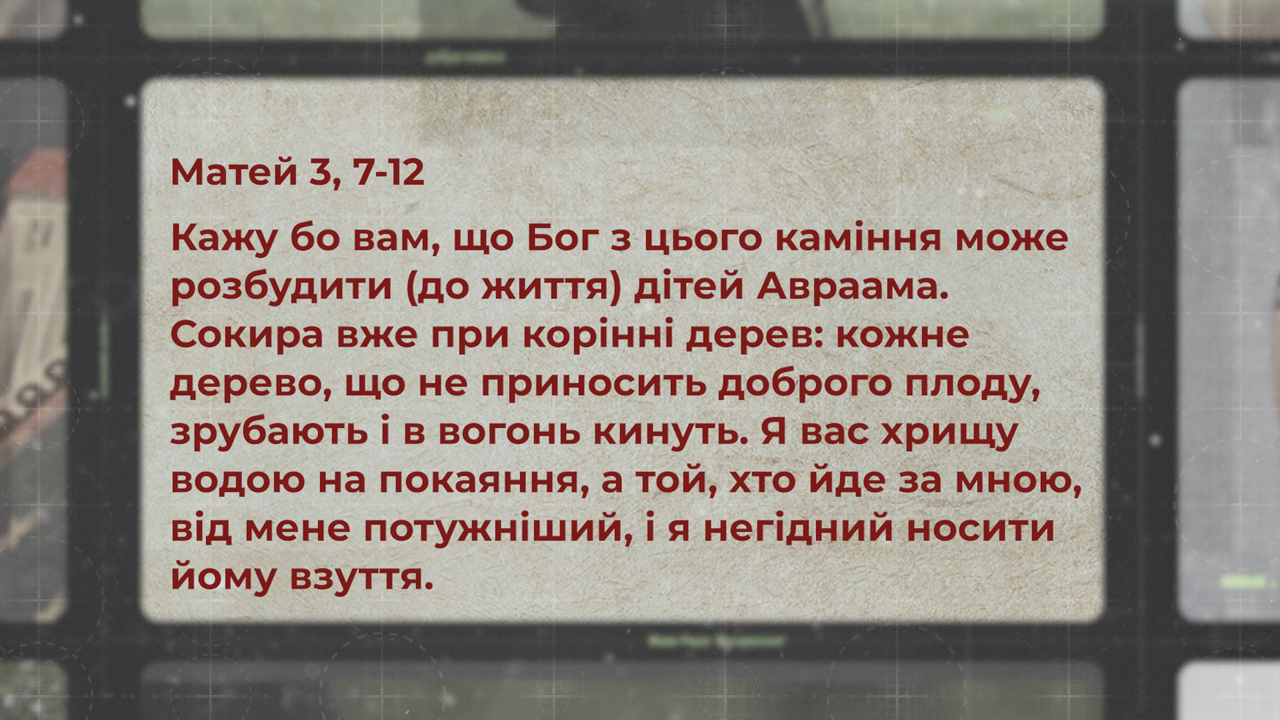 Матей 3, 7-12
Кажу бо вам, що Бог з цього каміння може
розбудити (до життя) дітей Авраама.
Сокира вже при корінні дерев: кожне
дерево, що не приносить доброго плоду,
зрубають і в вогонь кинуть. Я вас хрищу
водою на покаяння, а той, хто йде за мною,
від мене потужніший, і я негідний носити
йому взуття.